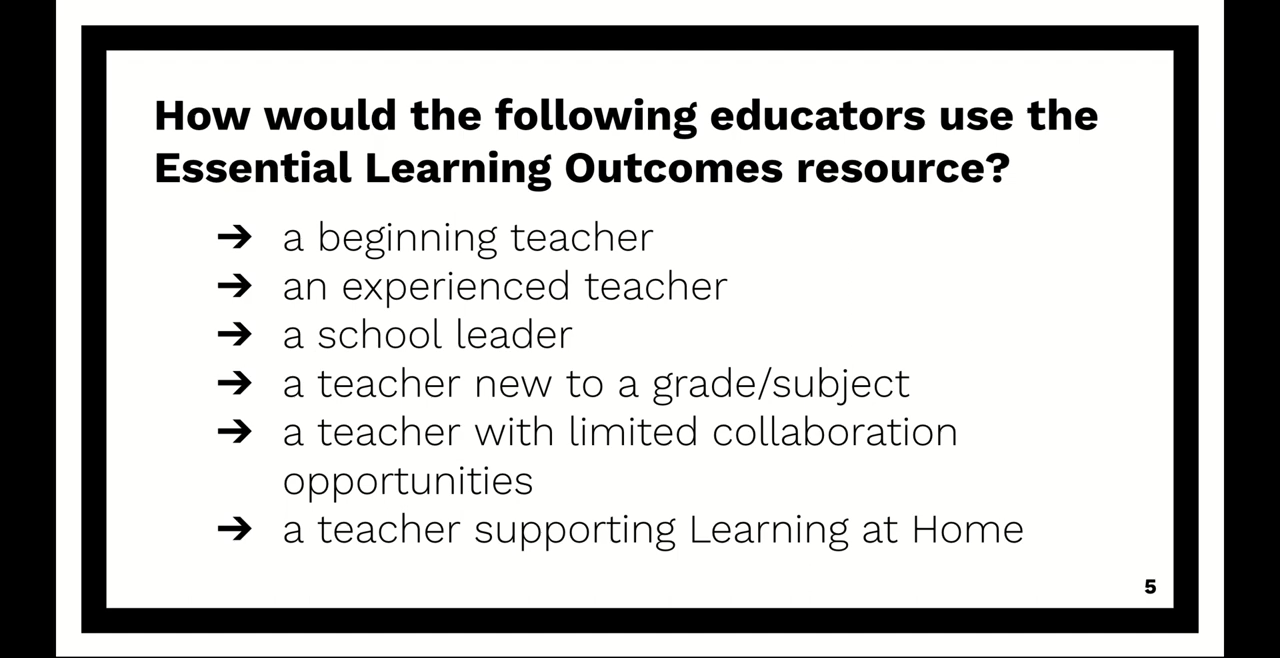 How would the following educators use the
Essential Learning Outcomes resource?
➔ a beginning teacher
➔ an experienced teacher
➔ a school leader
➔ a teacher new to a grade/subject
➔ a teacher with limited collaboration
opportunities
➔ a teacher supporting Learning at Home
5